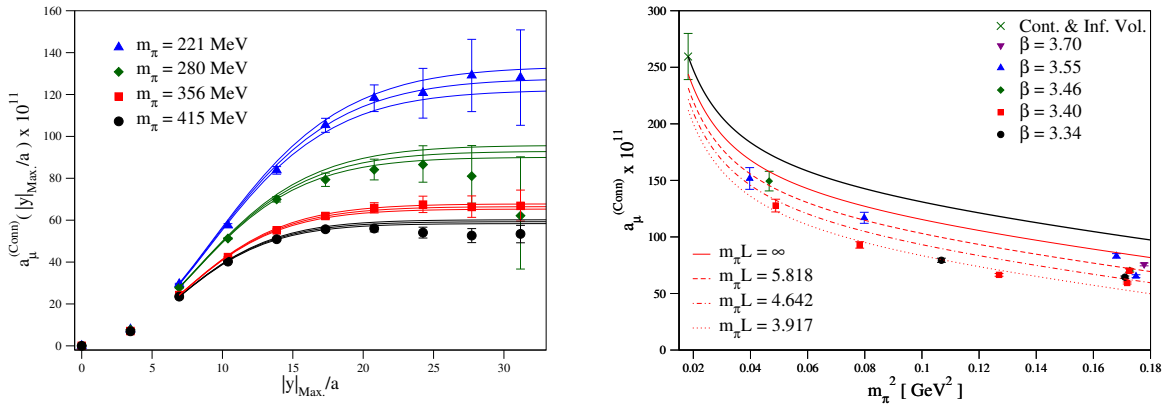 160
140
120
100
80
60
40
20
0
a_μ^(Conn) ( |y|_Max. /a ) x 10^11
m_π = 221 MeV
m_π = 280 MeV
m_π = 356 MeV
m_π = 415 MeV
0 5 10 15 20 25 30
|y|_Max. /a
300
250
200
150
100
50
0
a_μ^(Conn) x 10^11
Cont. & Inf. Vol.
β = 3.70
β = 3.55
β = 3.46
β = 3.40
β = 3.34
m_π L = ∞
m_π L = 5.818
m_π L = 4.642
m_π L = 3.917
0.02 0.04 0.06 0.08 0.1 0.12 0.14 0.16 0.18
m_π^2 [ GeV^2 ]